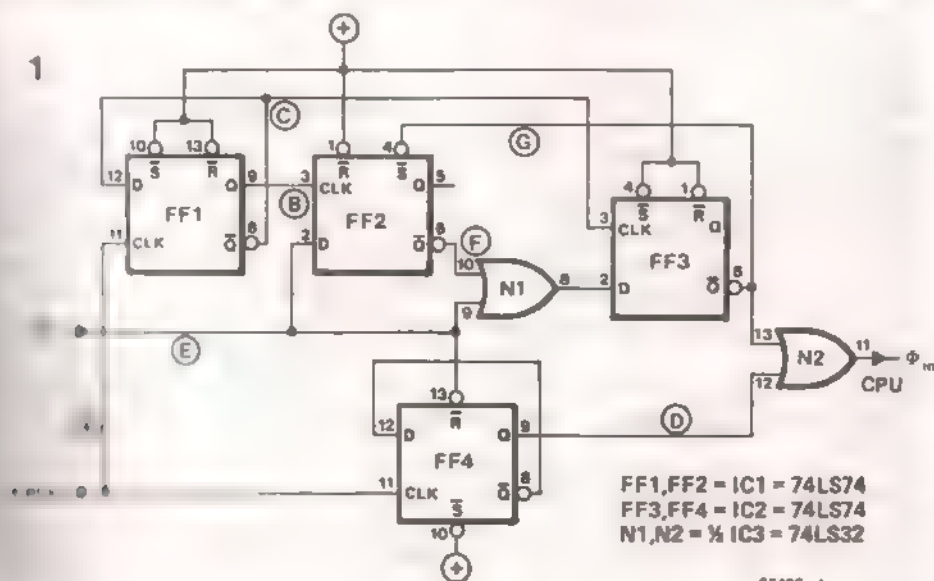 1
+
C
G
10 13 1 4
S̅ R̅ R̅ S̅
4 1
S̅ R̅
12 D Q 9 3 CLK Q 5
B
FF1 FF2
11 CLK Q̅ 8 2 D Q̅ 6
F
3 CLK Q
FF3
2 D Q̅ 6
10
N1 8
9
E
13
N2 11
12
CPU
Φ
13
R̅
12 D Q 9
D
FF4
11 CLK Q̅ 8
S̅
10
+
FF1,FF2 = IC1 = 74LS74
FF3,FF4 = IC2 = 74LS74
N1,N2 = ½ IC3 = 74LS32